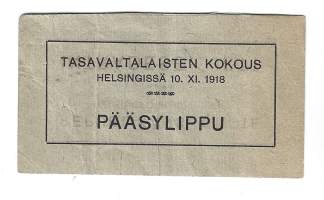 TASAVALTALAISTEN KOKOUS
HELSINGISSÄ 10. XI. 1918
PÄÄSYLIPPU